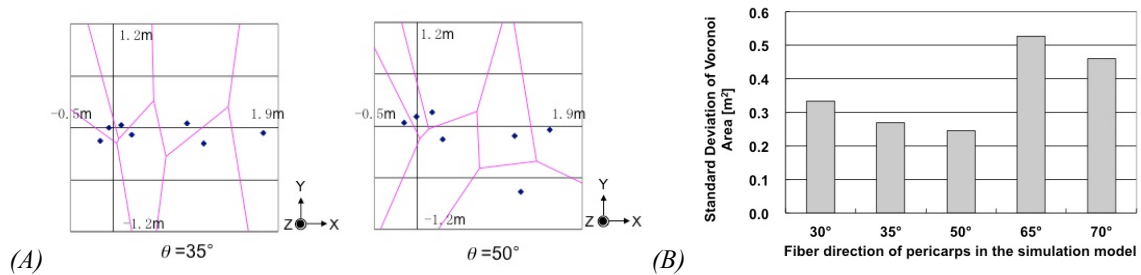 1.2m
-0.5m
1.9m
-1.2m
Y
Z
X
θ=35°
1.2m
-0.5m
1.9m
-1.2m
Y
Z
X
θ=50°
(A)
Standard Deviation of Voronoi
Area [m²]
0.6
0.5
0.4
0.3
0.2
0.1
0.0
30° 35° 50° 65° 70°
Fiber direction of pericarps in the simulation model
(B)